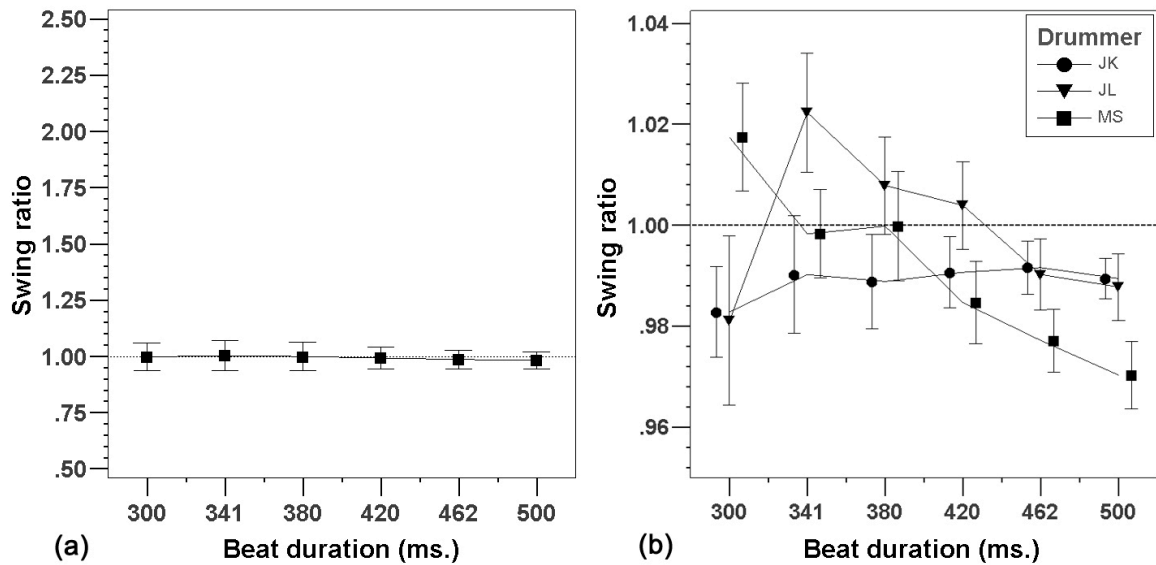 2.50
2.25
2.00
1.75
1.50
1.25
1.00
.75
.50
Swing ratio
300 341 380 420 462 500
(a) Beat duration (ms.)
1.04
1.02
1.00
.98
.96
Swing ratio
Drummer
JK
JL
MS
300 341 380 420 462 500
(b) Beat duration (ms.)